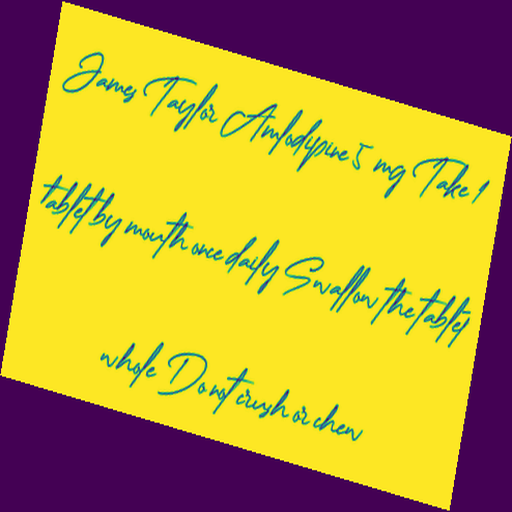 James Taylor Amlodipine 5 mg Take 1
tablet by mouth once daily Swallow the tablet
whole Do not crush or chew